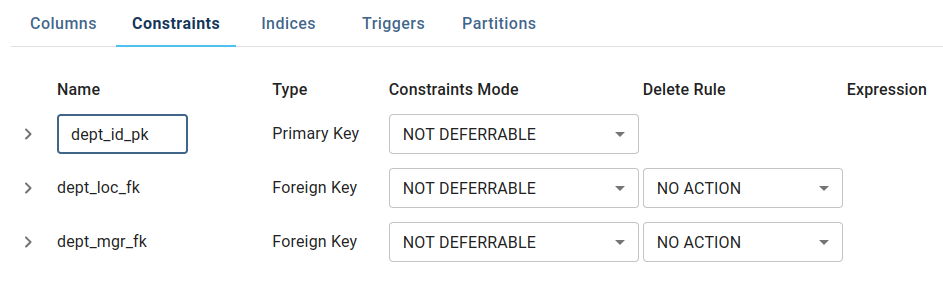 Columns Constraints Indices Triggers Partitions
Name Type Constraints Mode Delete Rule Expression
dept_id_pk Primary Key NOT DEFERRABLE
dept_loc_fk Foreign Key NOT DEFERRABLE NO ACTION
dept_mgr_fk Foreign Key NOT DEFERRABLE NO ACTION